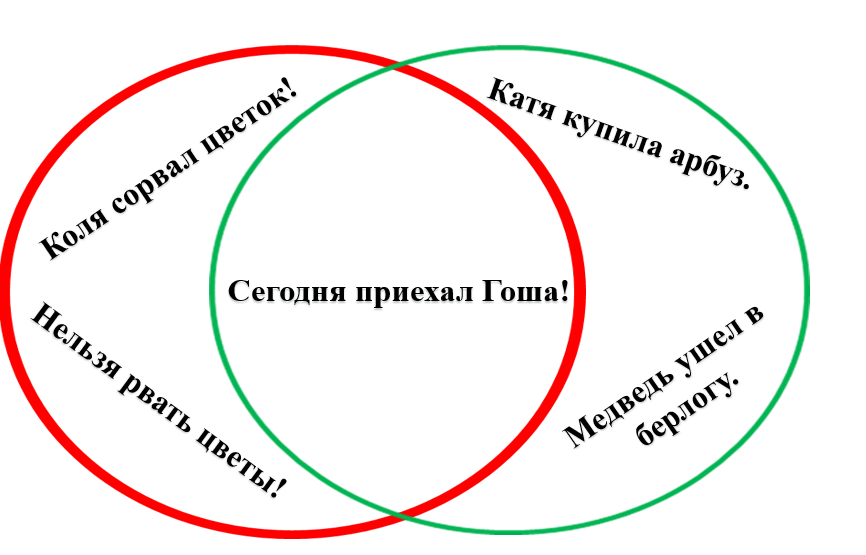 Коля сорвал цветок!
Нельзя рвать цветы!
Сегодня приехал Гоша!
Катя купила арбуз.
Медведь ушел в
берлогу.